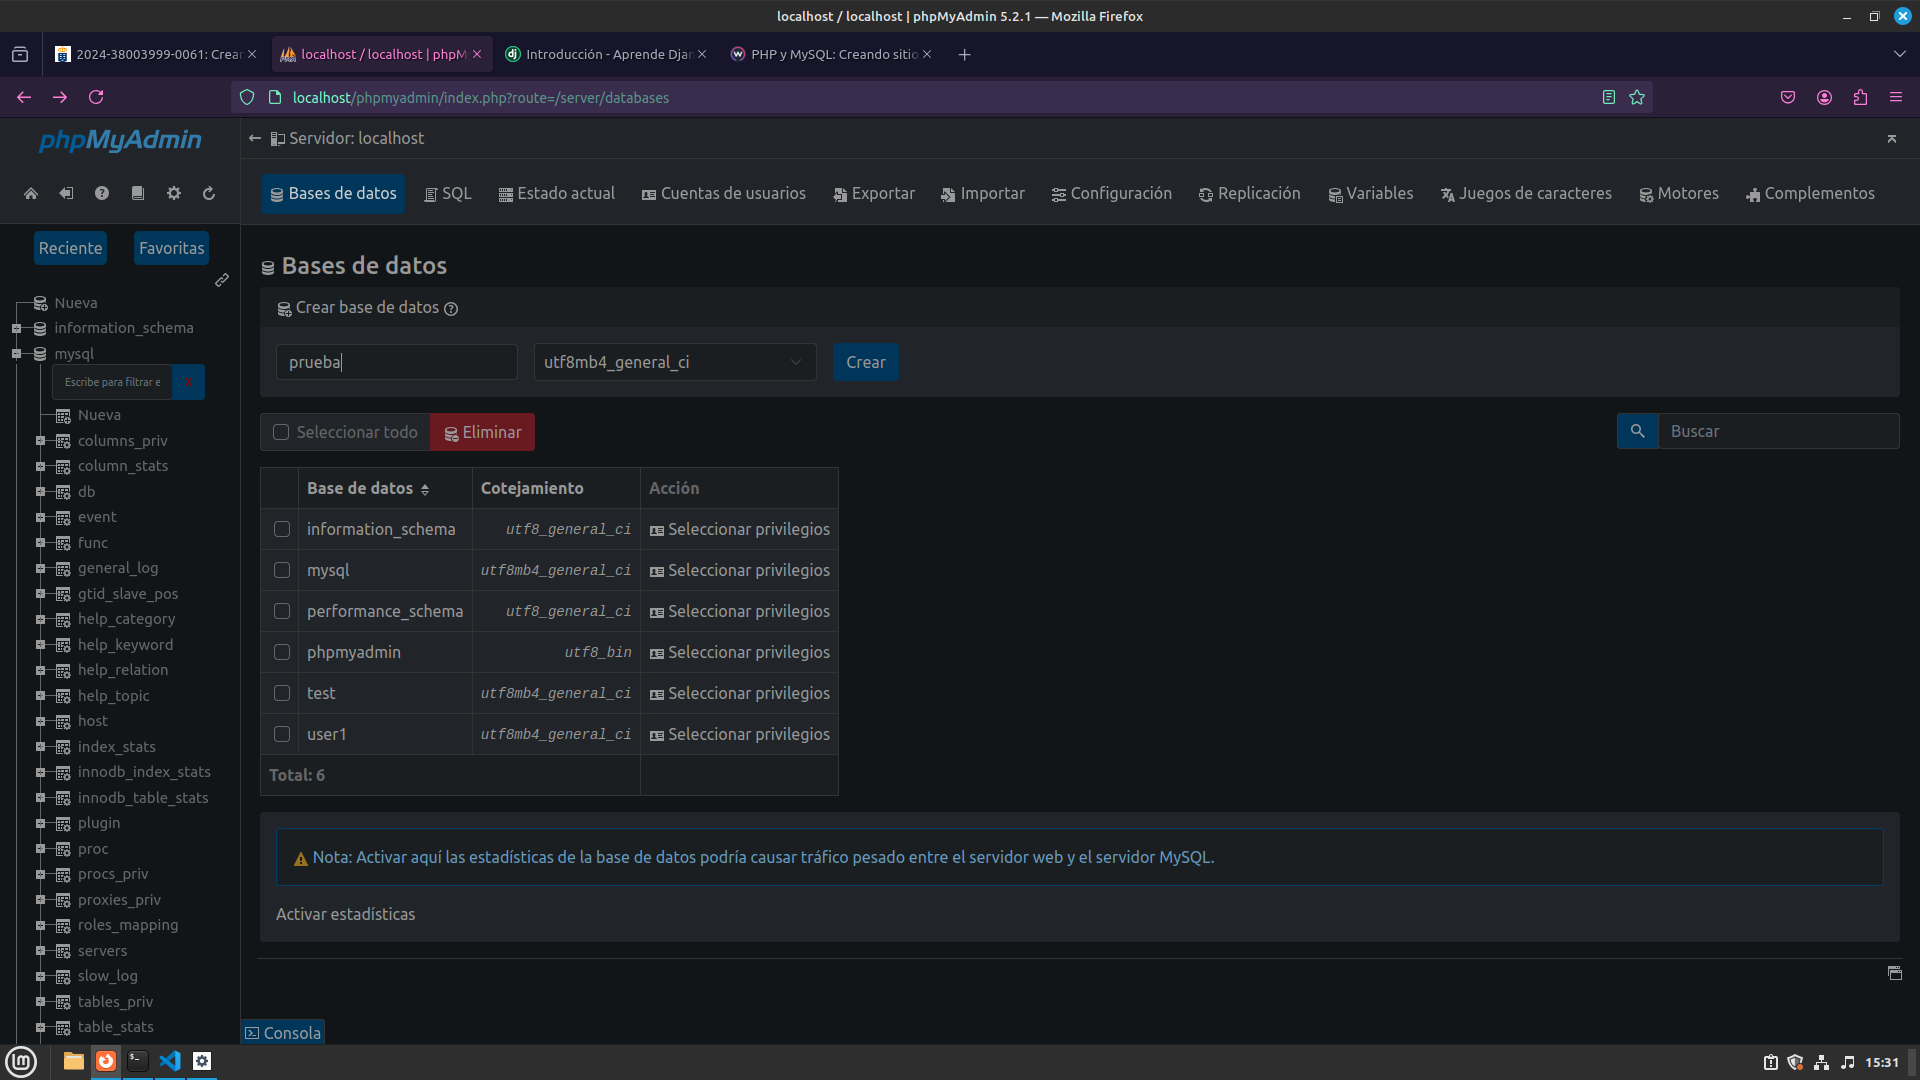 localhost / localhost | phpMyAdmin 5.2.1 — Mozilla Firefox
2024-38003999-0061: Crear
localhost / localhost | phpM
Introducción - Aprende Djan
PHP y MySQL: Creando sitio
localhost/phpmyadmin/index.php?route=/server/databases
phpMyAdmin
Reciente
Favoritas
Nueva
information_schema
mysql
Escribe para filtrar e
X
Nueva
columns_priv
column_stats
db
event
func
general_log
gtid_slave_pos
help_category
help_keyword
help_relation
help_topic
host
index_stats
innodb_index_stats
innodb_table_stats
plugin
proc
procs_priv
proxies_priv
roles_mapping
servers
slow_log
tables_priv
table_stats
Servidor: localhost
Bases de datos
SQL
Estado actual
Cuentas de usuarios
Exportar
Importar
Configuración
Replicación
Variables
Juegos de caracteres
Motores
Complementos
Bases de datos
Crear base de datos
prueba
utf8mb4_general_ci
Crear
Seleccionar todo
Eliminar
Buscar
Base de datos Cotejamiento Acción
information_schema utf8_general_ci Seleccionar privilegios
mysql utf8mb4_general_ci Seleccionar privilegios
performance_schema utf8_general_ci Seleccionar privilegios
phpmyadmin utf8_bin Seleccionar privilegios
test utf8mb4_general_ci Seleccionar privilegios
user1 utf8mb4_general_ci Seleccionar privilegios
Total: 6
Nota: Activar aquí las estadísticas de la base de datos podría causar tráfico pesado entre el servidor web y el servidor MySQL.
Activar estadísticas
Consola
15:31